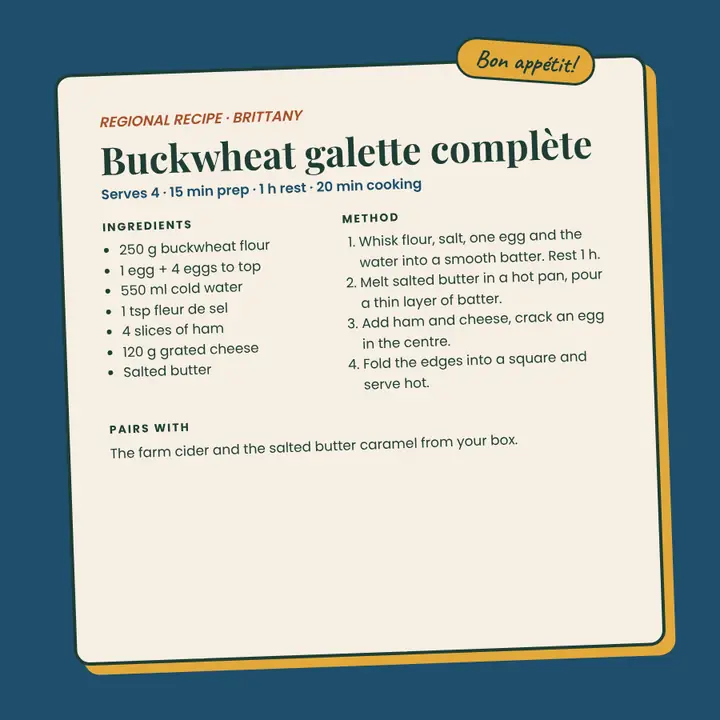 Bon appétit!
REGIONAL RECIPE · BRITTANY
Buckwheat galette complète
Serves 4 · 15 min prep · 1 h rest · 20 min cooking
INGREDIENTS
• 250 g buckwheat flour
• 1 egg + 4 eggs to top
• 550 ml cold water
• 1 tsp fleur de sel
• 4 slices of ham
• 120 g grated cheese
• Salted butter
METHOD
1. Whisk flour, salt, one egg and the
water into a smooth batter. Rest 1 h.
2. Melt salted butter in a hot pan, pour
a thin layer of batter.
3. Add ham and cheese, crack an egg
in the centre.
4. Fold the edges into a square and
serve hot.
PAIRS WITH
The farm cider and the salted butter caramel from your box.